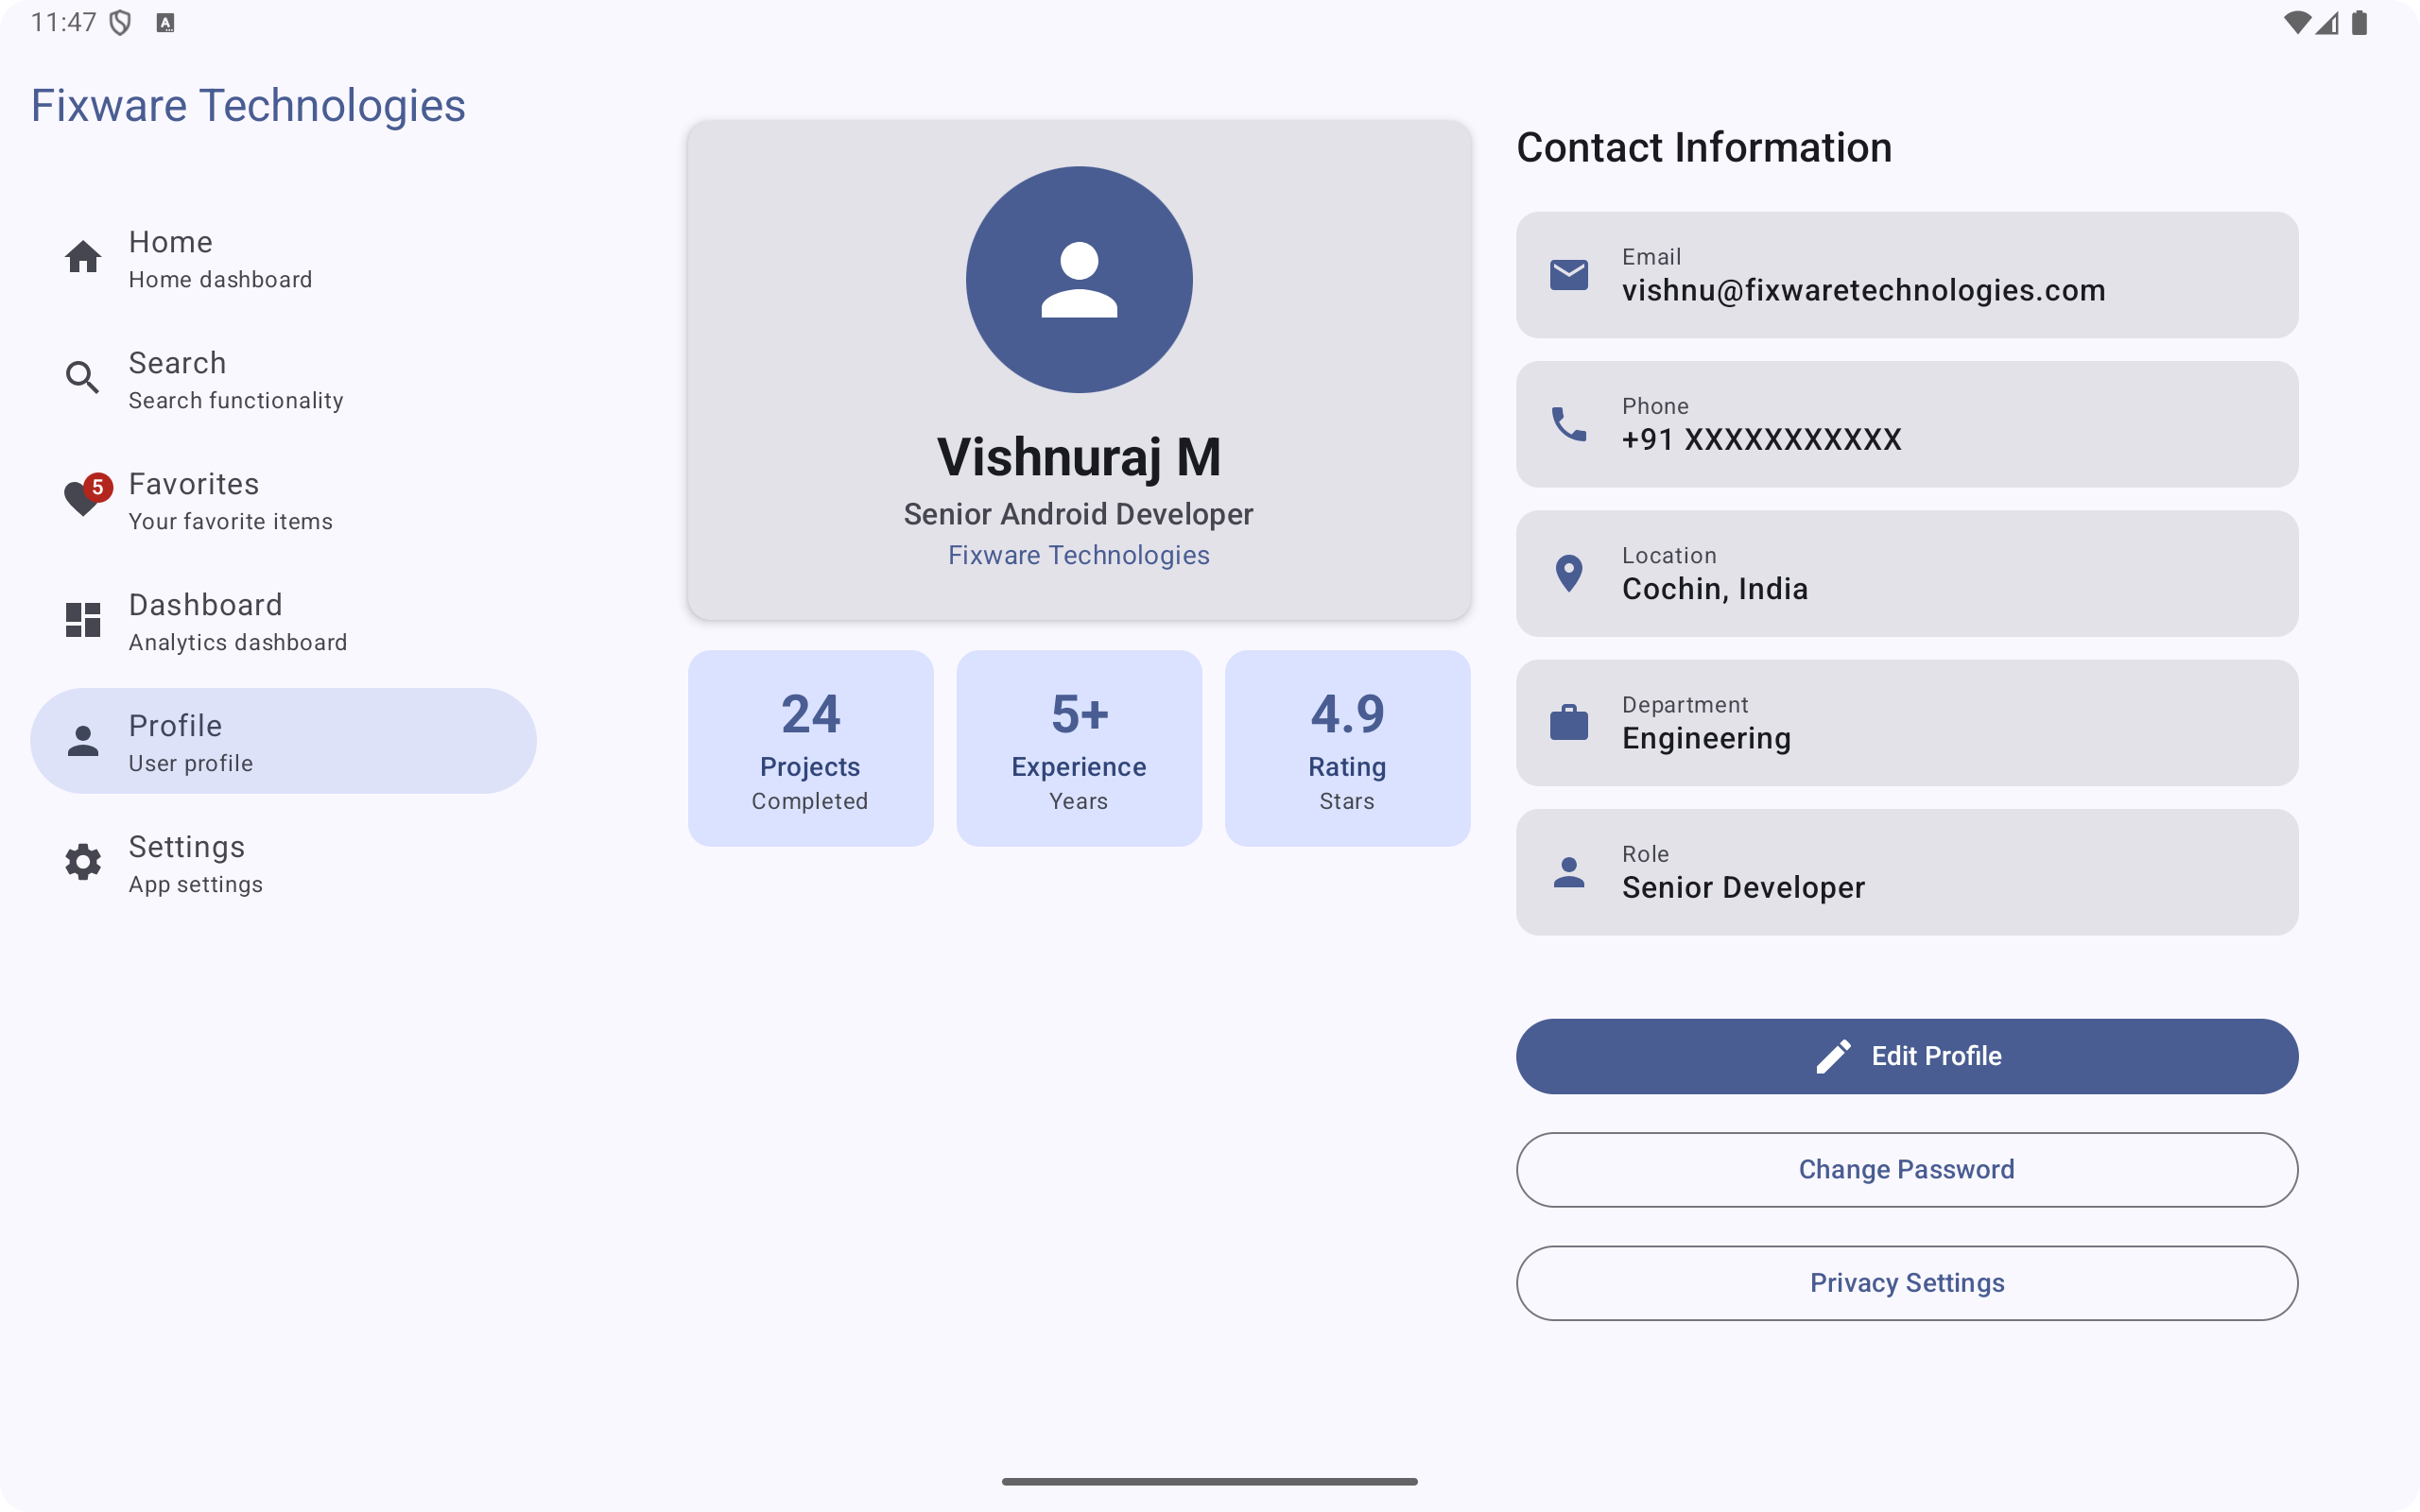 11:47
Fixware Technologies
Home
Home dashboard
Search
Search functionality
5
Favorites
Your favorite items
Dashboard
Analytics dashboard
Profile
User profile
Settings
App settings
Vishnuraj M
Senior Android Developer
Fixware Technologies
24
Projects
Completed
5+
Experience
Years
4.9
Rating
Stars
Contact Information
Email
vishnu@fixwaretechnologies.com
Phone
+91 XXXXXXXXXXX
Location
Cochin, India
Department
Engineering
Role
Senior Developer
Edit Profile
Change Password
Privacy Settings